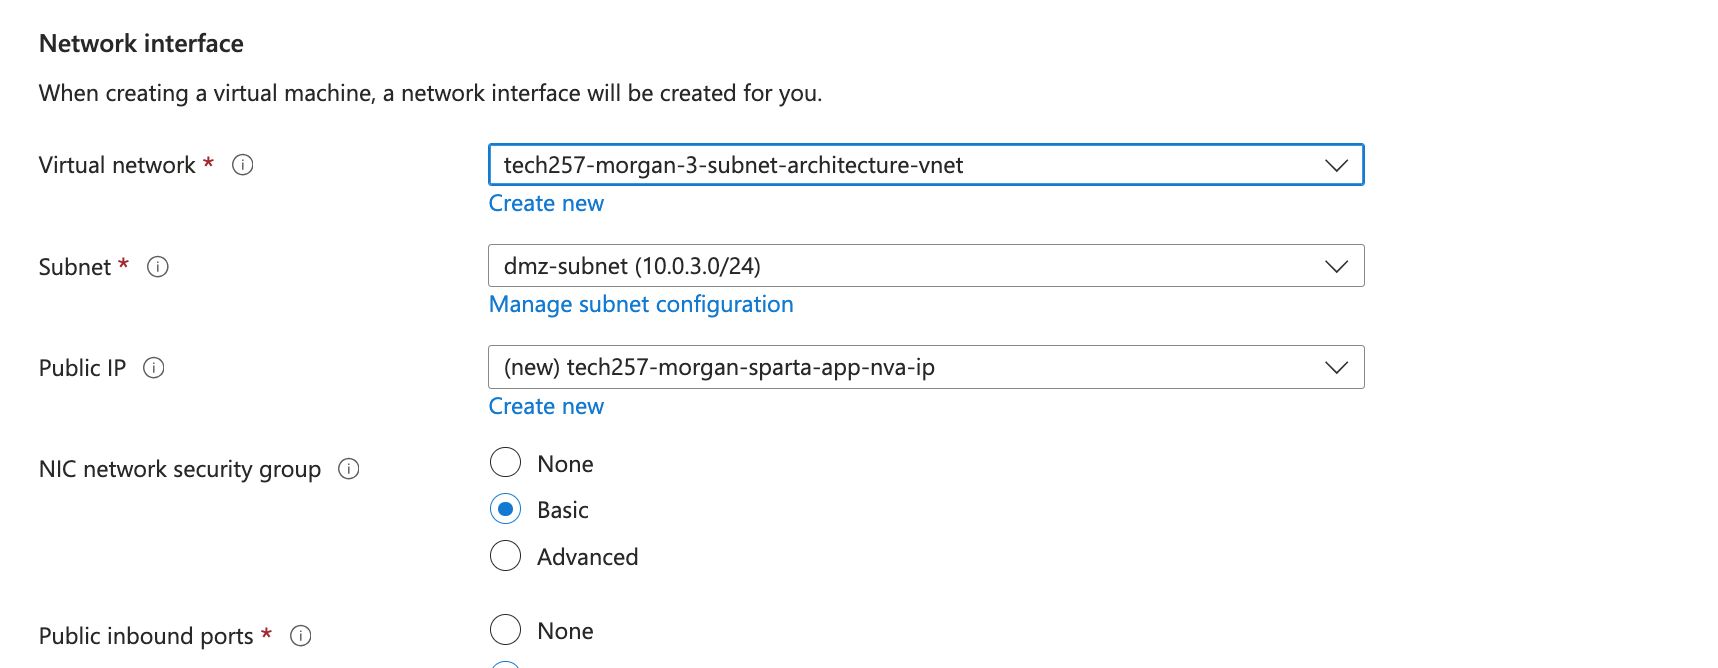 Network interface
When creating a virtual machine, a network interface will be created for you.
Virtual network *
tech257-morgan-3-subnet-architecture-vnet
Create new
Subnet *
dmz-subnet (10.0.3.0/24)
Manage subnet configuration
Public IP
(new) tech257-morgan-sparta-app-nva-ip
Create new
NIC network security group
None
Basic
Advanced
Public inbound ports *
None